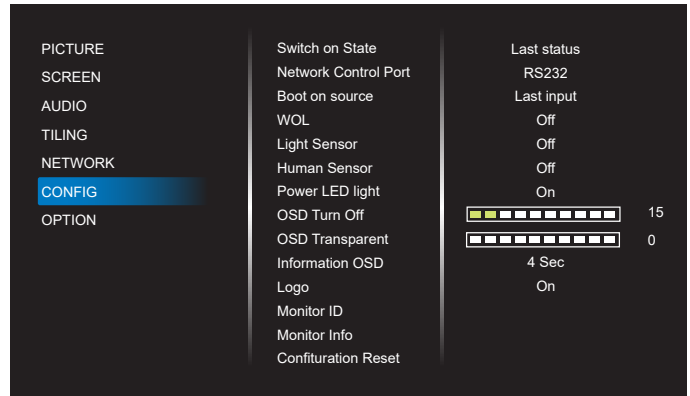 PICTURE
SCREEN
AUDIO
TILING
NETWORK
CONFIG
OPTION
Switch on State Last status
Network Control Port RS232
Boot on source Last input
WOL Off
Light Sensor Off
Human Sensor Off
Power LED light On
OSD Turn Off 15
OSD Transparent 0
Information OSD 4 Sec
Logo On
Monitor ID
Monitor Info
Confituration Reset